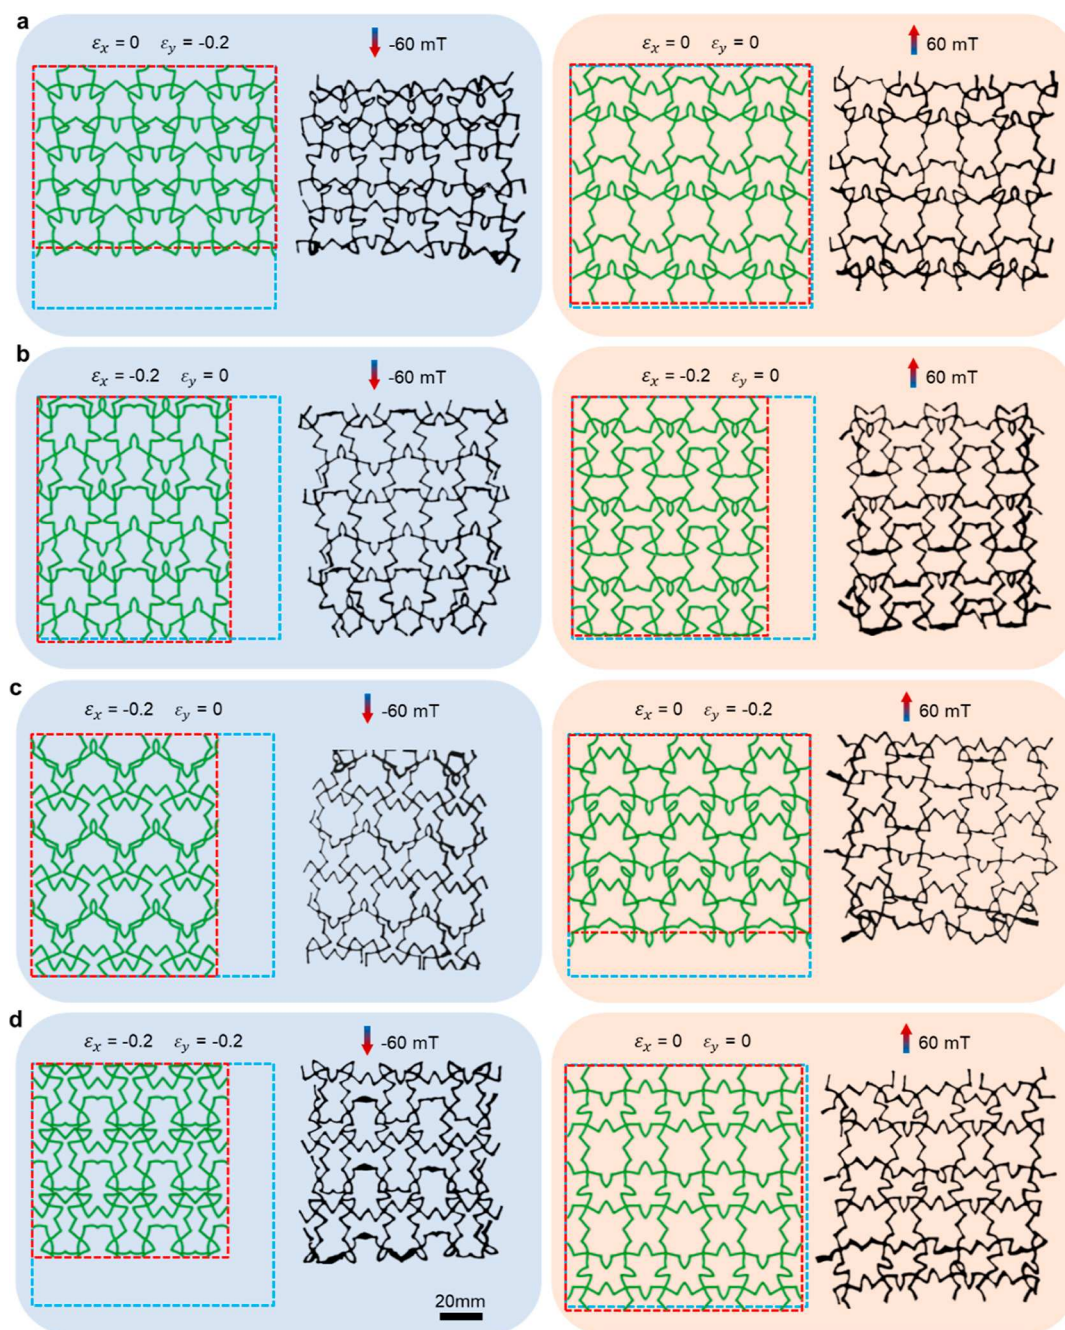 a
εx = 0 εy = -0.2
-60 mT
εx = 0 εy = 0
60 mT
b
εx = -0.2 εy = 0
-60 mT
εx = -0.2 εy = 0
60 mT
c
εx = -0.2 εy = 0
-60 mT
εx = 0 εy = -0.2
60 mT
d
εx = -0.2 εy = -0.2
-60 mT
20mm
εx = 0 εy = 0
60 mT